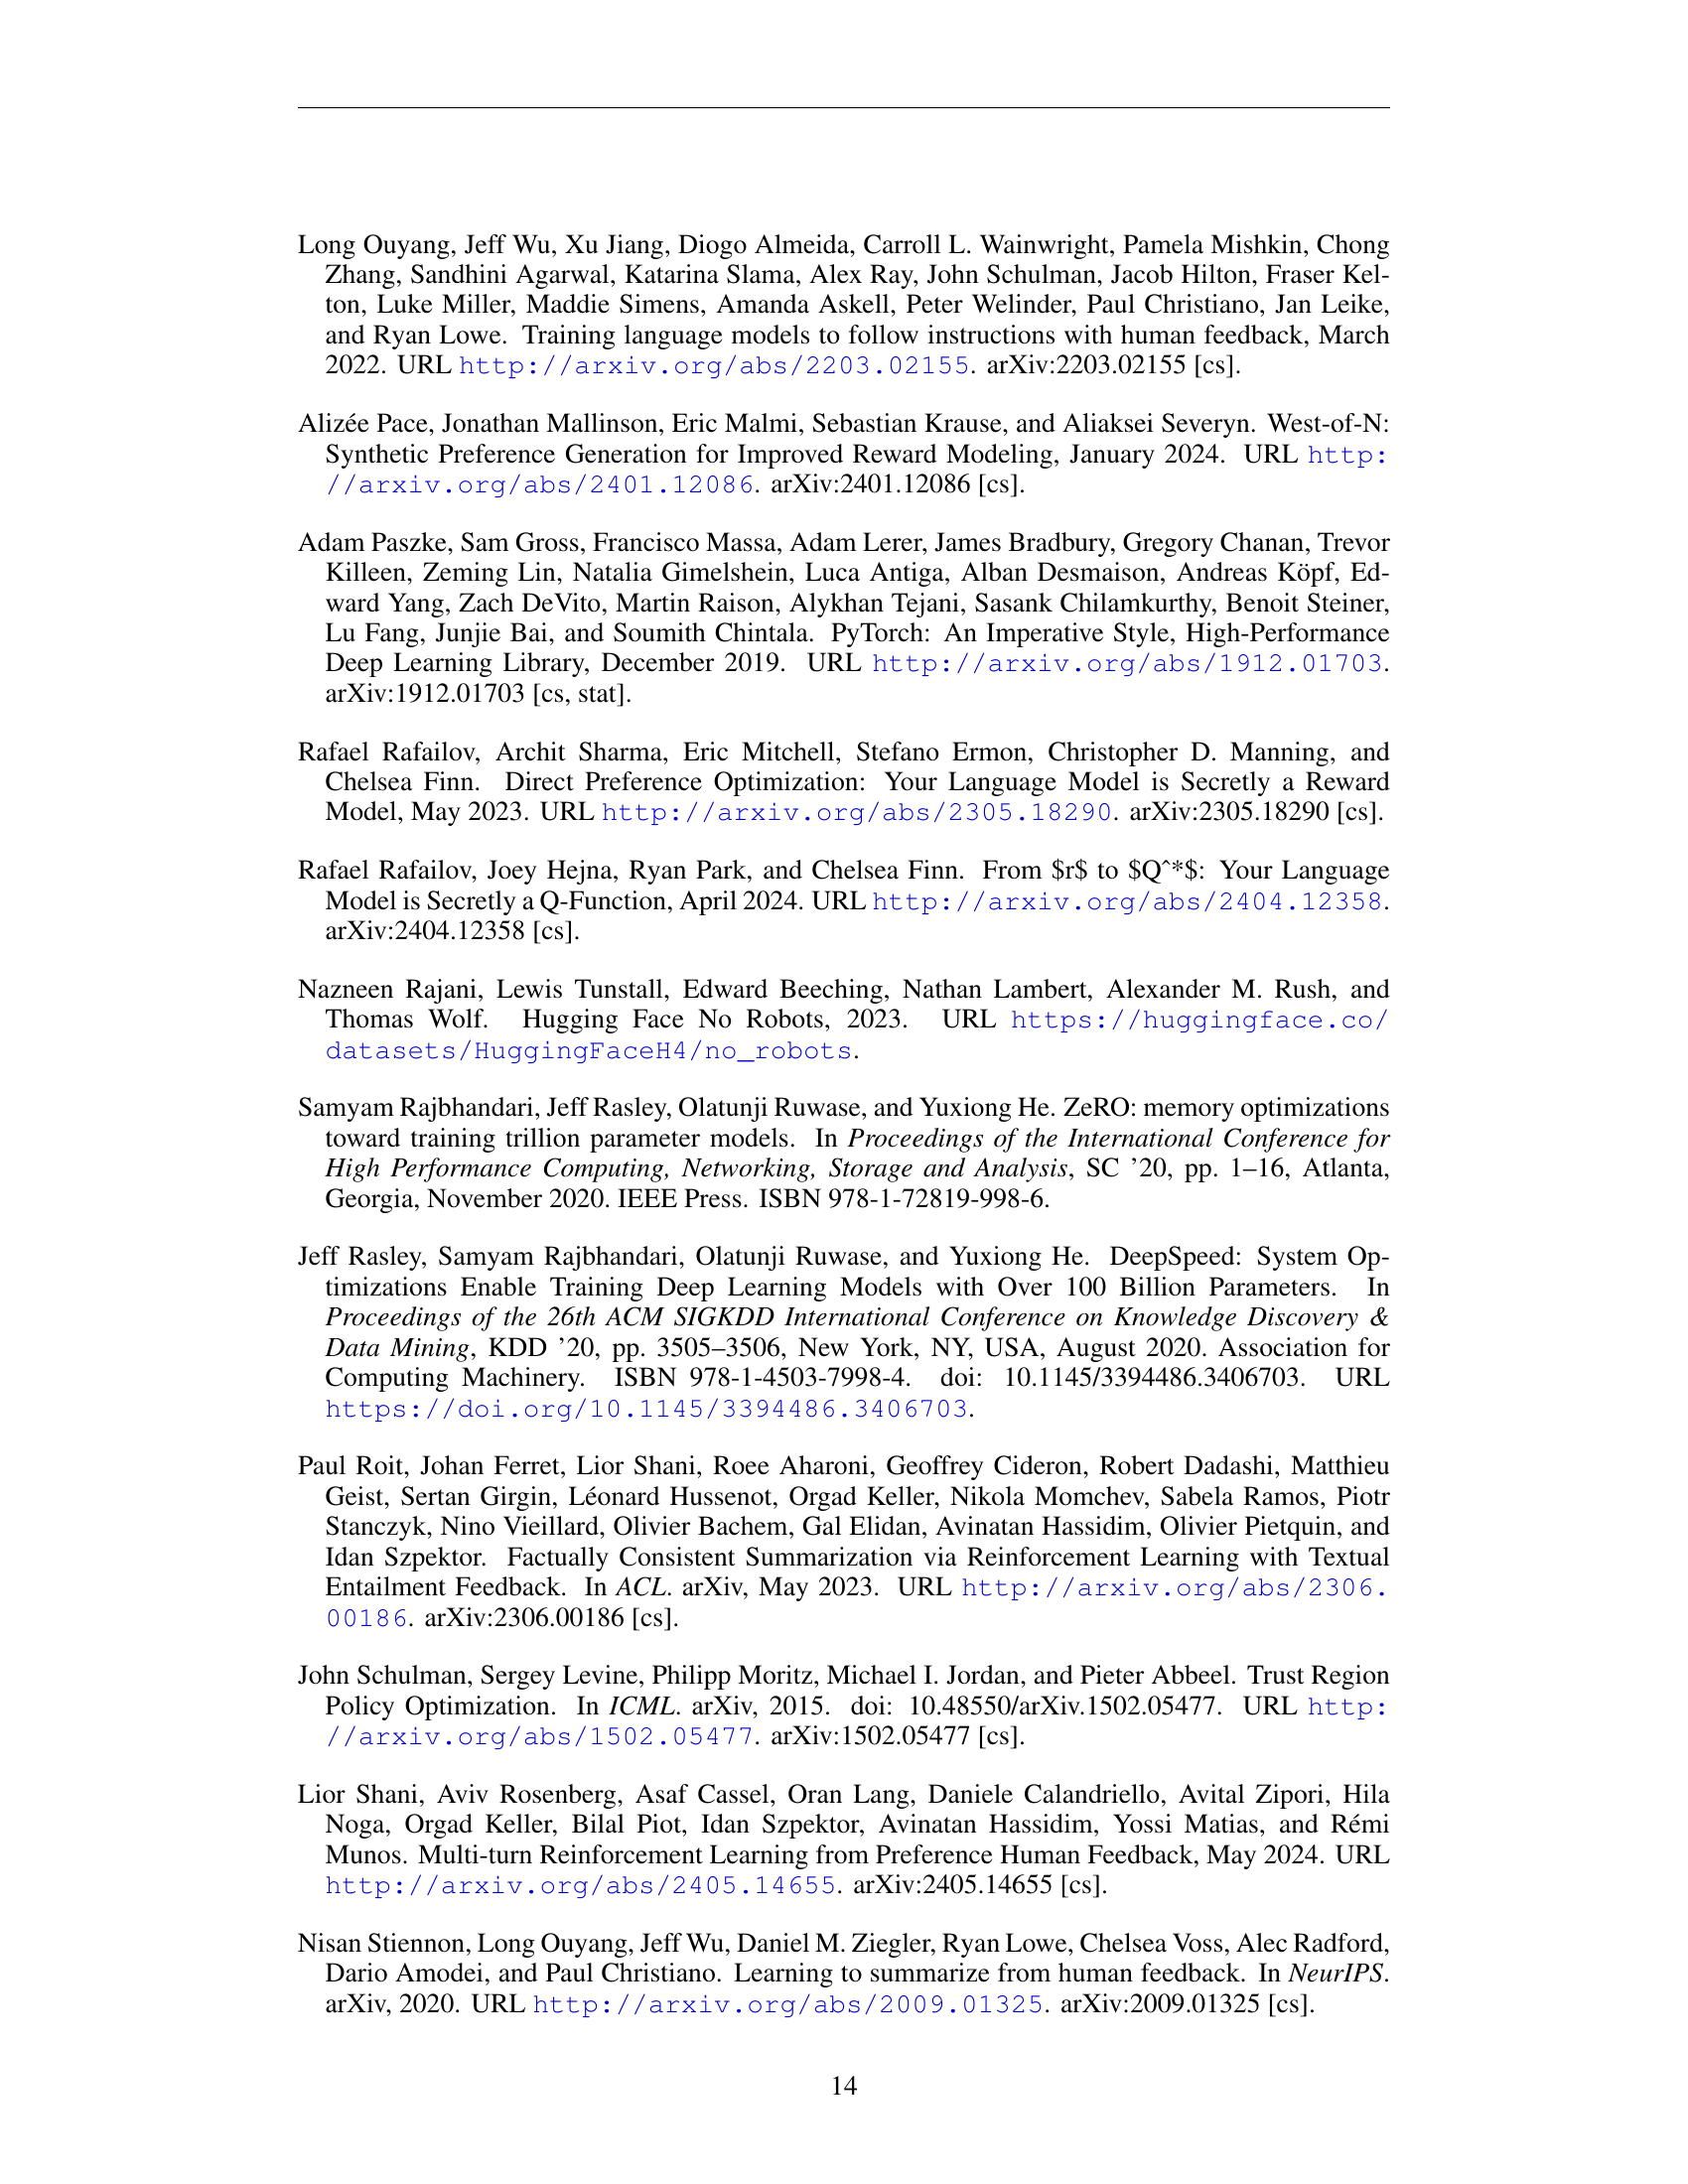 Long Ouyang, Jeff Wu, Xu Jiang, Diogo Almeida, Carroll L. Wainwright, Pamela Mishkin, Chong
Zhang, Sandhini Agarwal, Katarina Slama, Alex Ray, John Schulman, Jacob Hilton, Fraser Kel-
ton, Luke Miller, Maddie Simens, Amanda Askell, Peter Welinder, Paul Christiano, Jan Leike,
and Ryan Lowe. Training language models to follow instructions with human feedback, March
2022. URL http://arxiv.org/abs/2203.02155. arXiv:2203.02155 [cs].
Alizée Pace, Jonathan Mallinson, Eric Malmi, Sebastian Krause, and Aliaksei Severyn. West-of-N:
Synthetic Preference Generation for Improved Reward Modeling, January 2024. URL http:
//arxiv.org/abs/2401.12086. arXiv:2401.12086 [cs].
Adam Paszke, Sam Gross, Francisco Massa, Adam Lerer, James Bradbury, Gregory Chanan, Trevor
Killeen, Zeming Lin, Natalia Gimelshein, Luca Antiga, Alban Desmaison, Andreas Köpf, Ed-
ward Yang, Zach DeVito, Martin Raison, Alykhan Tejani, Sasank Chilamkurthy, Benoit Steiner,
Lu Fang, Junjie Bai, and Soumith Chintala. PyTorch: An Imperative Style, High-Performance
Deep Learning Library, December 2019. URL http://arxiv.org/abs/1912.01703.
arXiv:1912.01703 [cs, stat].
Rafael Rafailov, Archit Sharma, Eric Mitchell, Stefano Ermon, Christopher D. Manning, and
Chelsea Finn. Direct Preference Optimization: Your Language Model is Secretly a Reward
Model, May 2023. URL http://arxiv.org/abs/2305.18290. arXiv:2305.18290 [cs].
Rafael Rafailov, Joey Hejna, Ryan Park, and Chelsea Finn. From $r$ to $Qˆ*$: Your Language
Model is Secretly a Q-Function, April 2024. URL http://arxiv.org/abs/2404.12358.
arXiv:2404.12358 [cs].
Nazneen Rajani, Lewis Tunstall, Edward Beeching, Nathan Lambert, Alexander M. Rush, and
Thomas Wolf. Hugging Face No Robots, 2023. URL https://huggingface.co/
datasets/HuggingFaceH4/no_robots.
Samyam Rajbhandari, Jeff Rasley, Olatunji Ruwase, and Yuxiong He. ZeRO: memory optimizations
toward training trillion parameter models. In Proceedings of the International Conference for
High Performance Computing, Networking, Storage and Analysis, SC ’20, pp. 1–16, Atlanta,
Georgia, November 2020. IEEE Press. ISBN 978-1-72819-998-6.
Jeff Rasley, Samyam Rajbhandari, Olatunji Ruwase, and Yuxiong He. DeepSpeed: System Op-
timizations Enable Training Deep Learning Models with Over 100 Billion Parameters. In
Proceedings of the 26th ACM SIGKDD International Conference on Knowledge Discovery &
Data Mining, KDD ’20, pp. 3505–3506, New York, NY, USA, August 2020. Association for
Computing Machinery. ISBN 978-1-4503-7998-4. doi: 10.1145/3394486.3406703. URL
https://doi.org/10.1145/3394486.3406703.
Paul Roit, Johan Ferret, Lior Shani, Roee Aharoni, Geoffrey Cideron, Robert Dadashi, Matthieu
Geist, Sertan Girgin, Léonard Hussenot, Orgad Keller, Nikola Momchev, Sabela Ramos, Piotr
Stanczyk, Nino Vieillard, Olivier Bachem, Gal Elidan, Avinatan Hassidim, Olivier Pietquin, and
Idan Szpektor. Factually Consistent Summarization via Reinforcement Learning with Textual
Entailment Feedback. In ACL. arXiv, May 2023. URL http://arxiv.org/abs/2306.
00186. arXiv:2306.00186 [cs].
John Schulman, Sergey Levine, Philipp Moritz, Michael I. Jordan, and Pieter Abbeel. Trust Region
Policy Optimization. In ICML. arXiv, 2015. doi: 10.48550/arXiv.1502.05477. URL http:
//arxiv.org/abs/1502.05477. arXiv:1502.05477 [cs].
Lior Shani, Aviv Rosenberg, Asaf Cassel, Oran Lang, Daniele Calandriello, Avital Zipori, Hila
Noga, Orgad Keller, Bilal Piot, Idan Szpektor, Avinatan Hassidim, Yossi Matias, and Rémi
Munos. Multi-turn Reinforcement Learning from Preference Human Feedback, May 2024. URL
http://arxiv.org/abs/2405.14655. arXiv:2405.14655 [cs].
Nisan Stiennon, Long Ouyang, Jeff Wu, Daniel M. Ziegler, Ryan Lowe, Chelsea Voss, Alec Radford,
Dario Amodei, and Paul Christiano. Learning to summarize from human feedback. In NeurIPS.
arXiv, 2020. URL http://arxiv.org/abs/2009.01325. arXiv:2009.01325 [cs].
14